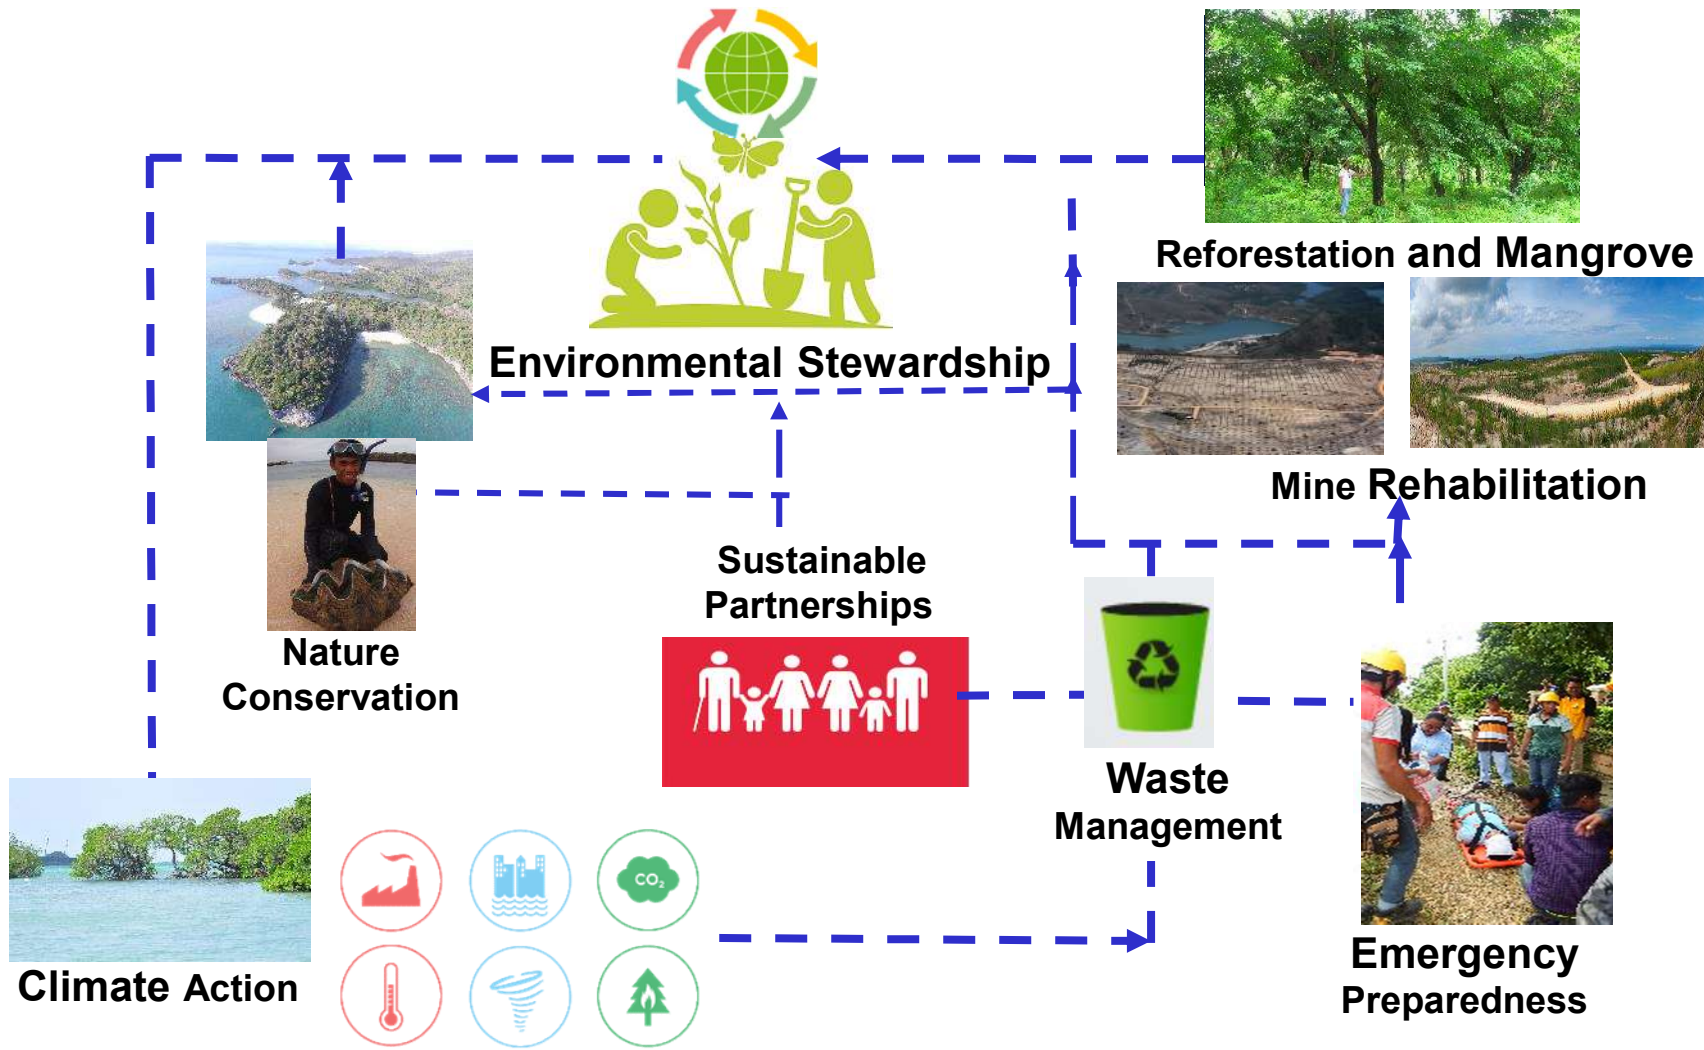 Reforestation and Mangrove
Environmental Stewardship
Mine Rehabilitation
Sustainable
Partnerships
Nature
Conservation
Waste
Management
CO₂
Climate Action
Emergency
Preparedness